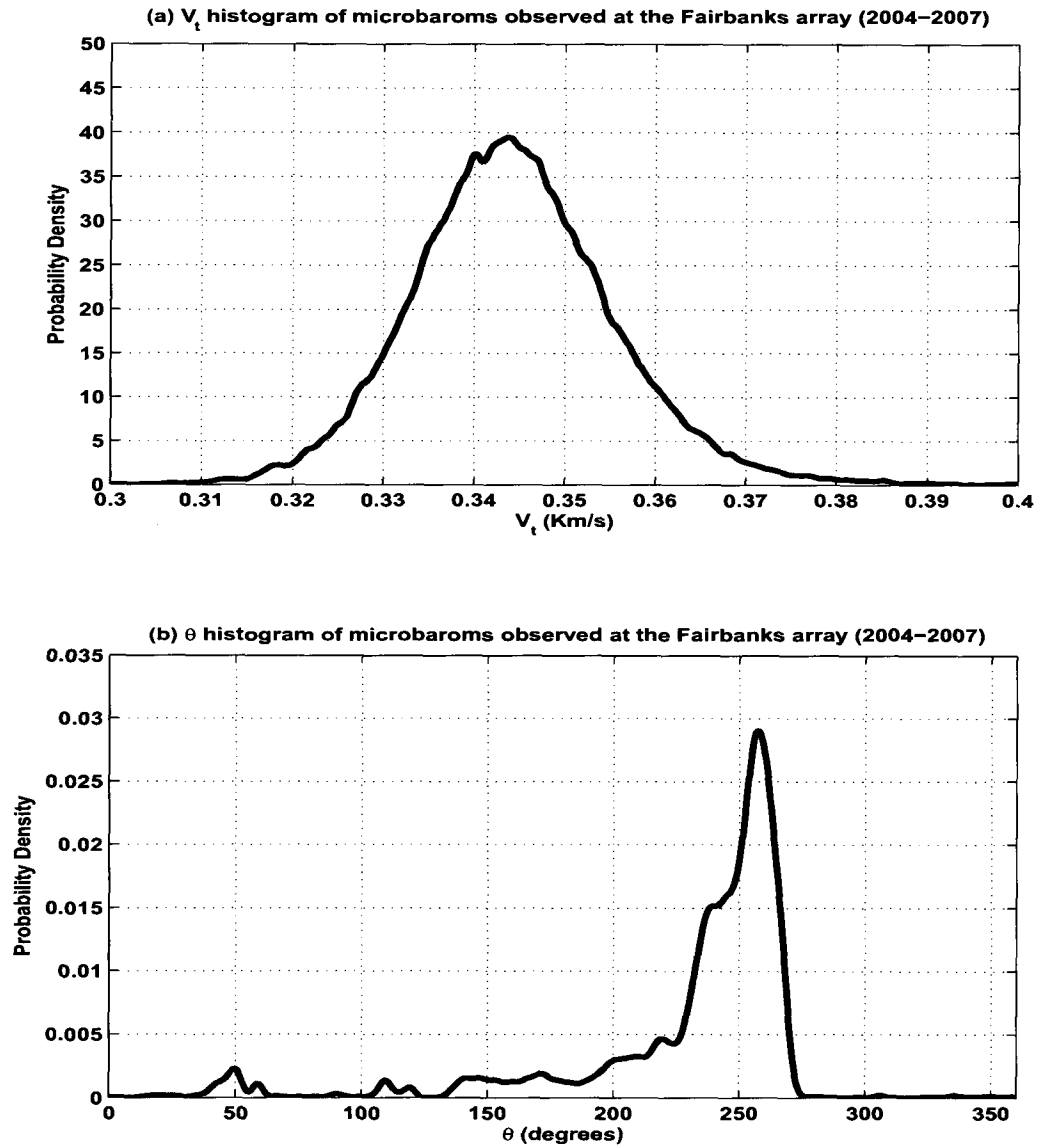 (a) Vt histogram of microbaroms observed at the Fairbanks array (2004−2007)
50
45
40
35
30
25
20
15
10
5
0
Probability Density
0.3 0.31 0.32 0.33 0.34 0.35 0.36 0.37 0.38 0.39 0.4
Vt (Km/s)
(b) θ histogram of microbaroms observed at the Fairbanks array (2004−2007)
0.035
0.03
0.025
0.02
0.015
0.01
0.005
0
Probability Density
0 50 100 150 200 250 300 350
θ (degrees)